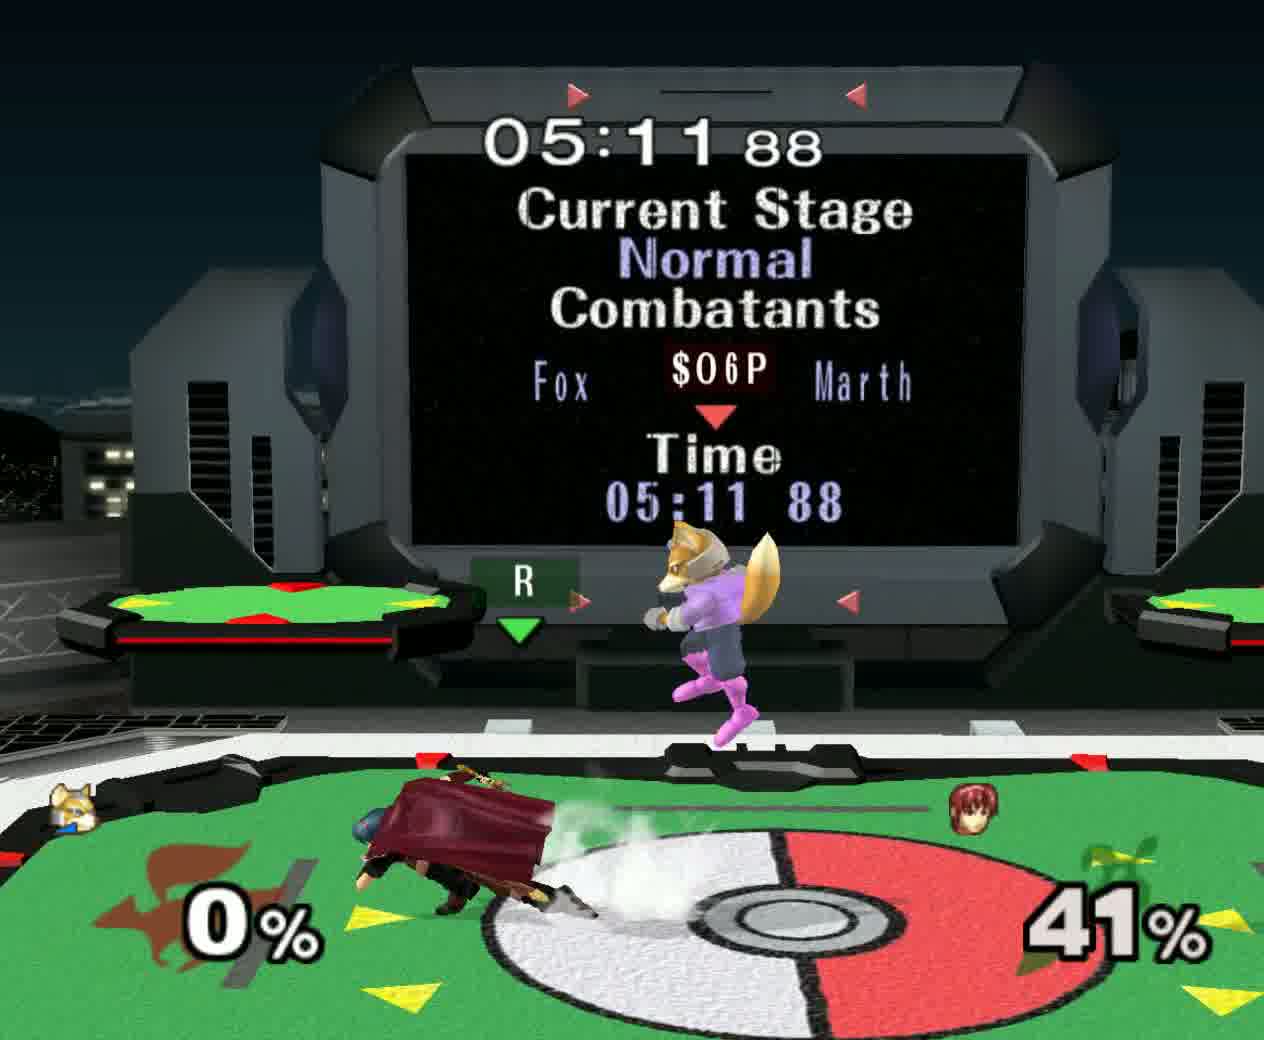 05:11 88
Current Stage
Normal
Combatants
Fox $06P Marth
Time
05:11 88
R
0% 41%